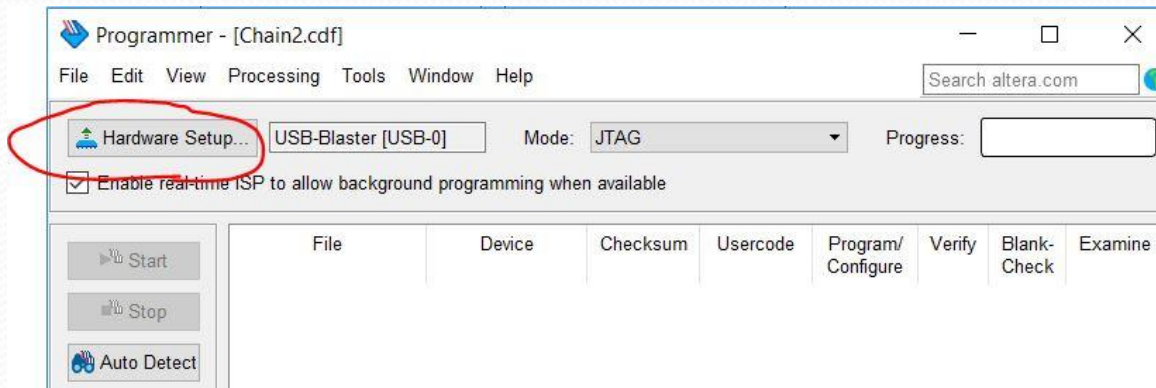 Programmer - [Chain2.cdf]
File Edit View Processing Tools Window Help
Search altera.com
Hardware Setup... USB-Blaster [USB-0] Mode: JTAG Progress:
Enable real-time ISP to allow background programming when available
File Device Checksum Usercode Program/ Verify Blank- Examine
Configure Check
Start
Stop
Auto Detect